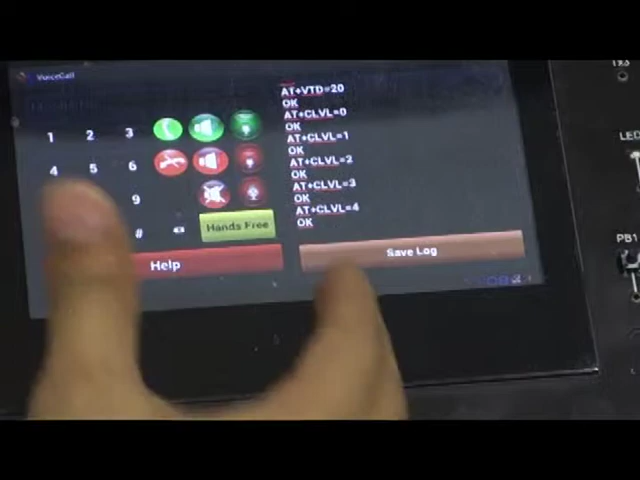 VoiceCall
AT+VTD=20
OK
AT+CLVL=0
OK
AT+CLVL=1
OK
AT+CLVL=2
OK
AT+CLVL=3
OK
AT+CLVL=4
OK
1 2 3
4 5 6
9
#
Hands Free
Help
Save Log
LED
PB1